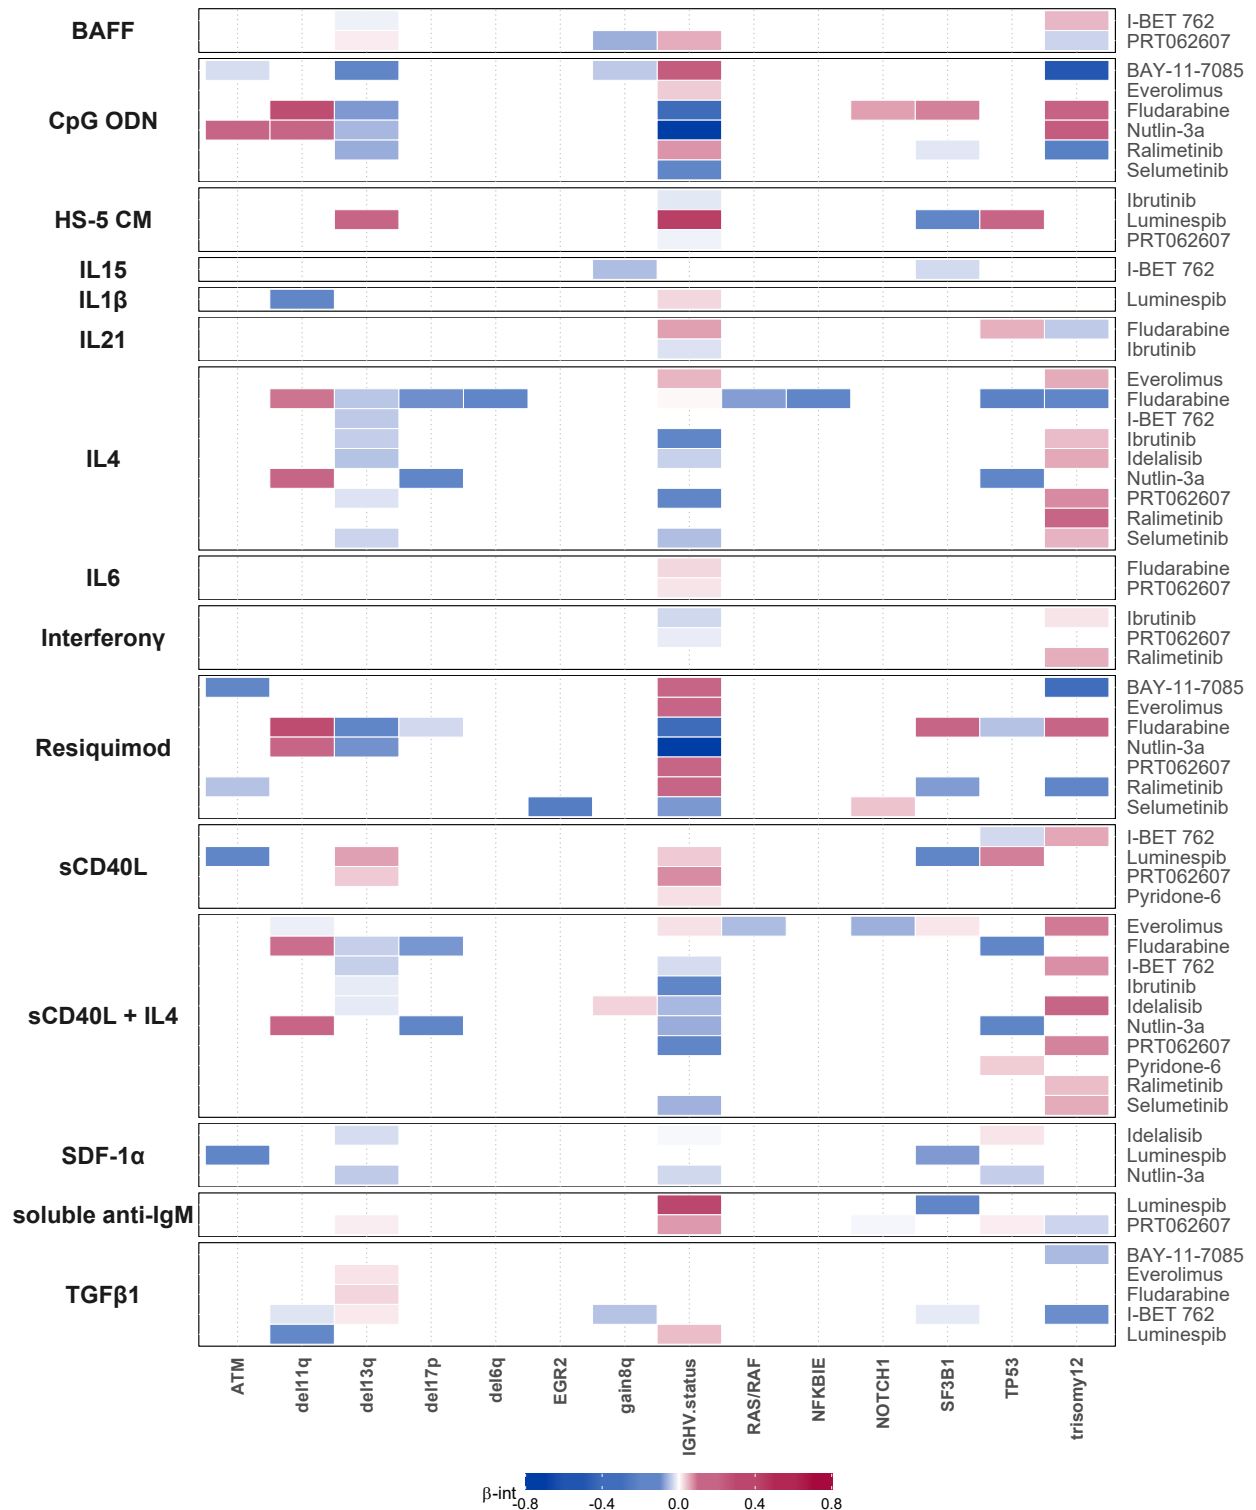 BAFF
I-BET 762
PRT062607
CpG ODN
BAY-11-7085
Everolimus
Fludarabine
Nutlin-3a
Ralimetinib
Selumetinib
HS-5 CM
Ibrutinib
Luminespib
PRT062607
IL15
I-BET 762
IL1β
Luminespib
IL21
Fludarabine
Ibrutinib
IL4
Everolimus
Fludarabine
I-BET 762
Ibrutinib
Idelalisib
Nutlin-3a
PRT062607
Ralimetinib
Selumetinib
IL6
Fludarabine
PRT062607
Interferonγ
Ibrutinib
PRT062607
Ralimetinib
Resiquimod
BAY-11-7085
Everolimus
Fludarabine
Nutlin-3a
PRT062607
Ralimetinib
Selumetinib
sCD40L
I-BET 762
Luminespib
PRT062607
Pyridone-6
sCD40L + IL4
Everolimus
Fludarabine
I-BET 762
Ibrutinib
Idelalisib
Nutlin-3a
PRT062607
Pyridone-6
Ralimetinib
Selumetinib
SDF-1α
Idelalisib
Luminespib
Nutlin-3a
soluble anti-IgM
Luminespib
PRT062607
TGFβ1
BAY-11-7085
Everolimus
Fludarabine
I-BET 762
Luminespib
ATM
del11q
del13q
del17p
del6q
EGR2
gain8q
IGHV.status
RAS/RAF
NFKBIE
NOTCH1
SF3B1
TP53
trisomy12
β-int
-0.8 -0.4 0.0 0.4 0.8